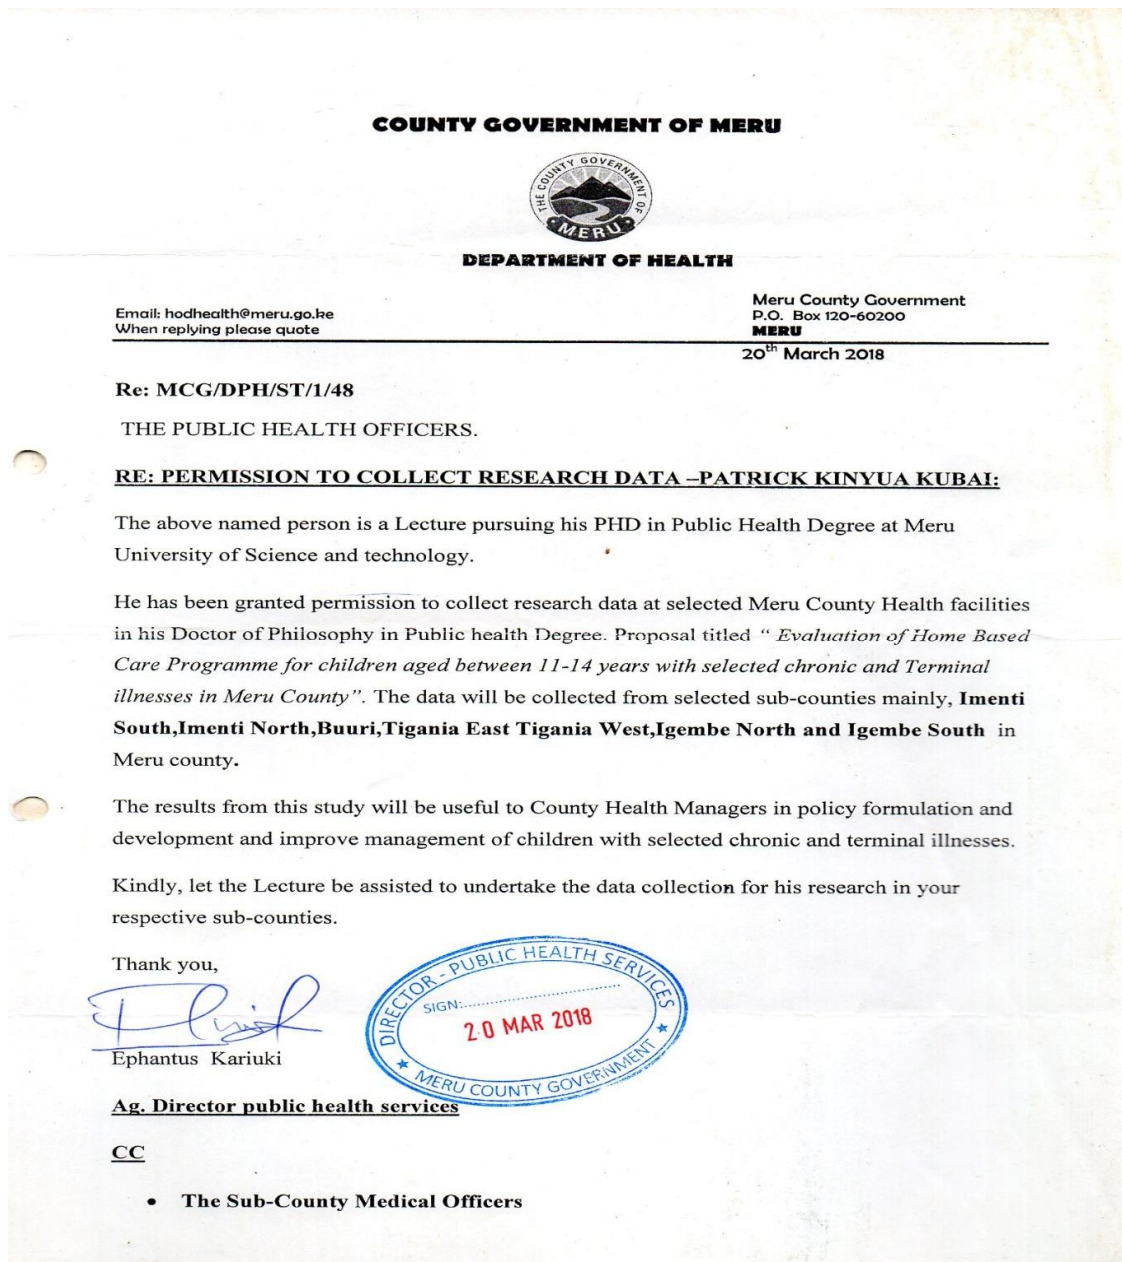 COUNTY GOVERNMENT OF MERU
THE COUNTY GOVERNMENT OF
MERU
DEPARTMENT OF HEALTH
Email: hodhealth@meru.go.ke
When replying please quote
Meru County Government
P.O. Box 120-60200
MERU
20th March 2018
Re: MCG/DPH/ST/1/48
THE PUBLIC HEALTH OFFICERS.
RE: PERMISSION TO COLLECT RESEARCH DATA –PATRICK KINYUA KUBAI:
The above named person is a Lecture pursuing his PHD in Public Health Degree at Meru
University of Science and technology.
He has been granted permission to collect research data at selected Meru County Health facilities
in his Doctor of Philosophy in Public health Degree. Proposal titled “ Evaluation of Home Based
Care Programme for children aged between 11-14 years with selected chronic and Terminal
illnesses in Meru County”. The data will be collected from selected sub-counties mainly, Imenti
South,Imenti North,Buuri,Tigania East Tigania West,Igembe North and Igembe South in
Meru county.
The results from this study will be useful to County Health Managers in policy formulation and
development and improve management of children with selected chronic and terminal illnesses.
Kindly, let the Lecture be assisted to undertake the data collection for his research in your
respective sub-counties.
Thank you,
DIRECTOR - PUBLIC HEALTH SERVICES
SIGN:..........................................
20 MAR 2018
★ MERU COUNTY GOVERNMENT ★
Ephantus Kariuki
Ag. Director public health services
CC
• The Sub-County Medical Officers